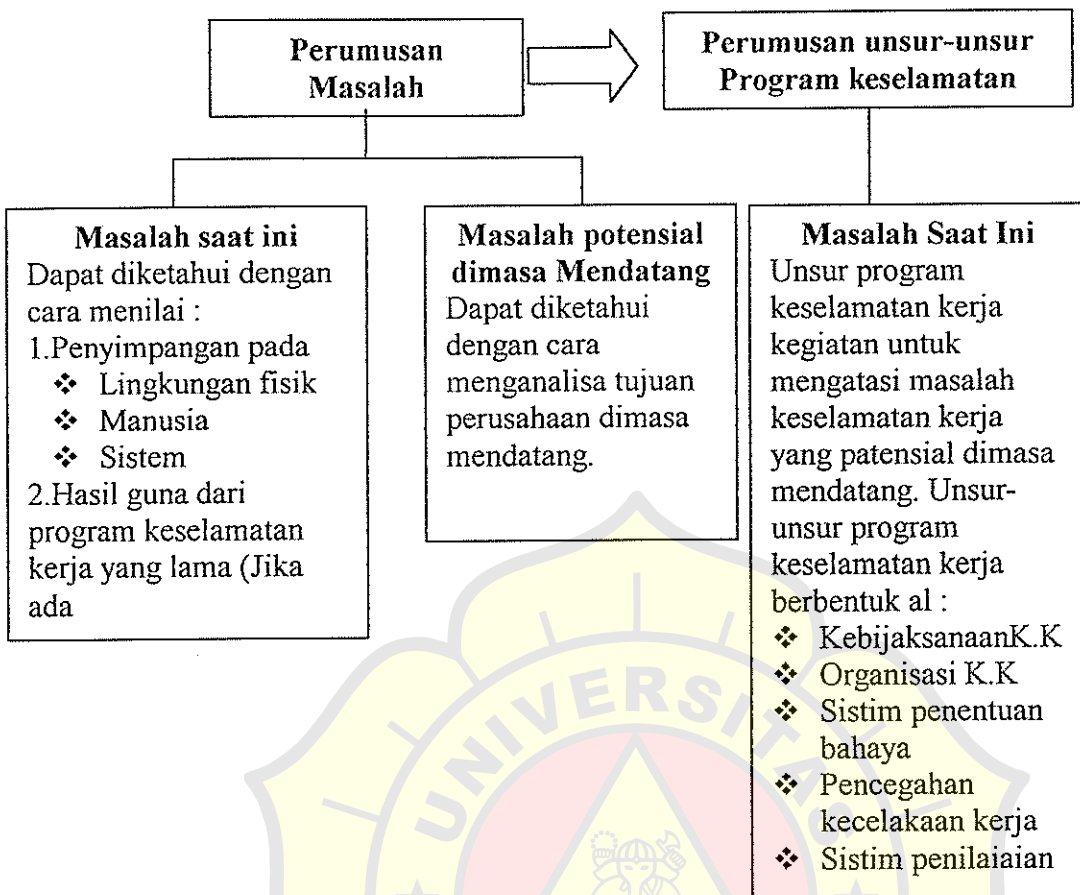 Perumusan
Masalah
Perumusan unsur-unsur
Program keselamatan
Masalah saat ini
Dapat diketahui dengan
cara menilai :
1.Penyimpangan pada
❖ Lingkungan fisik
❖ Manusia
❖ Sistem
2.Hasil guna dari
program keselamatan
kerja yang lama (Jika
ada
Masalah potensial
dimasa Mendatang
Dapat diketahui
dengan cara
menganalisa tujuan
perusahaan dimasa
mendatang.
Masalah Saat Ini
Unsur program
keselamatan kerja
kegiatan untuk
mengatasi masalah
keselamatan kerja
yang patensial dimasa
mendatang. Unsur-
unsur program
keselamatan kerja
berbentuk al :
❖ KebijaksanaanK.K
❖ Organisasi K.K
❖ Sistim penentuan
bahaya
❖ Pencegahan
kecelakaan kerja
❖ Sistim penilaiaian
UNIVERSITAS